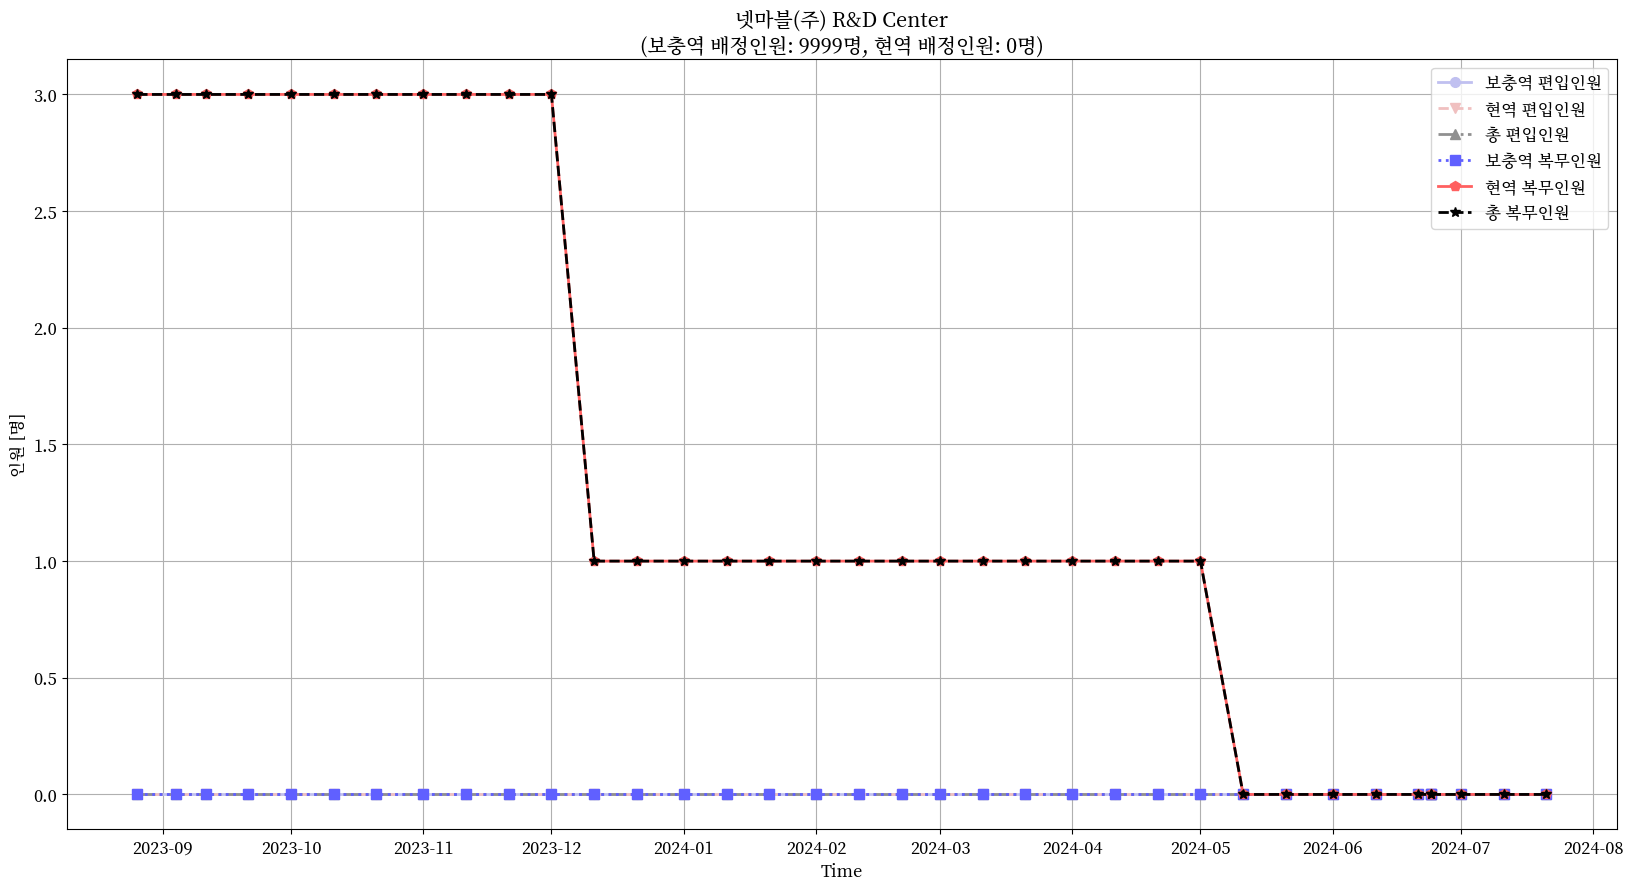 넷마블(주) R&D Center
(보충역 배정인원: 9999명, 현역 배정인원: 0명)
보충역 편입인원
현역 편입인원
총 편입인원
보충역 복무인원
현역 복무인원
총 복무인원
3.0
2.5
2.0
1.5
1.0
0.5
0.0
인원 [명]
2023-09 2023-10 2023-11 2023-12 2024-01 2024-02 2024-03 2024-04 2024-05 2024-06 2024-07 2024-08
Time